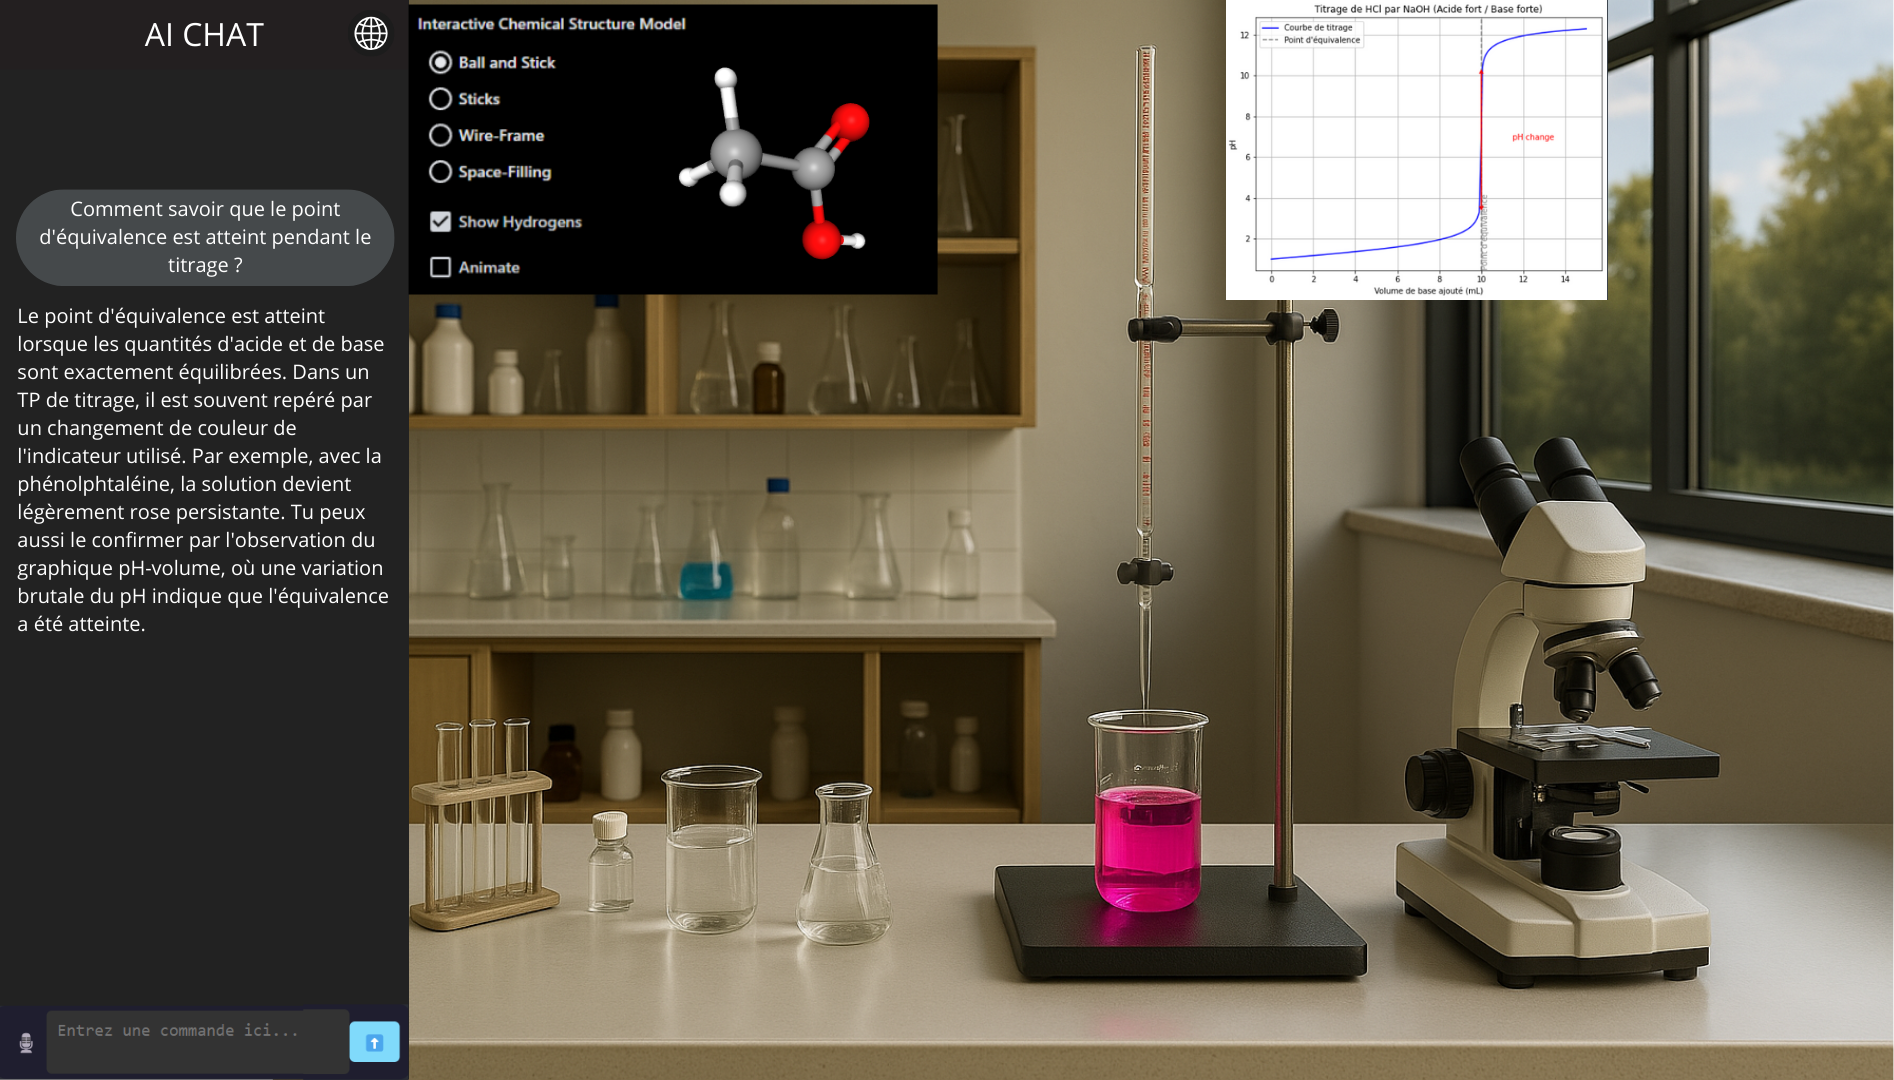 AI CHAT
Comment savoir que le point
d'équivalence est atteint pendant le
titrage ?
Le point d'équivalence est atteint
lorsque les quantités d'acide et de base
sont exactement équilibrées. Dans un
TP de titrage, il est souvent repéré par
un changement de couleur de
l'indicateur utilisé. Par exemple, avec la
phénolphtaléine, la solution devient
légèrement rose persistante. Tu peux
aussi le confirmer par l'observation du
graphique pH-volume, où une variation
brutale du pH indique que l'équivalence
a été atteinte.
Entrez une commande ici...
Interactive Chemical Structure Model
Ball and Stick
Sticks
Wire-Frame
Space-Filling
Show Hydrogens
Animate
Titrage de HCl par NaOH (Acide fort / Base forte)
Courbe de titrage
Point d'équivalence
12
10
8
6
4
2
pH
pH change
Point d'équivalence
0 2 4 6 8 10 12 14
Volume de base ajouté (mL)